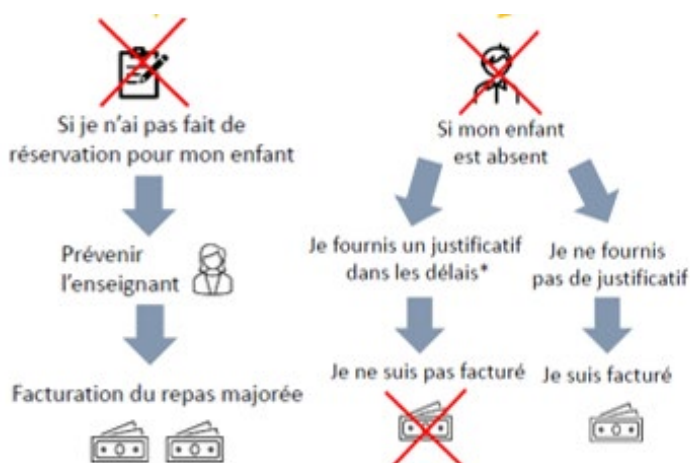 Si je n'ai pas fait de
réservation pour mon enfant
Prévenir
l'enseignant
Facturation du repas majorée
Si mon enfant
est absent
Je fournis un justificatif
dans les délais*
Je ne suis pas facturé
Je ne fournis
pas de justificatif
Je suis facturé